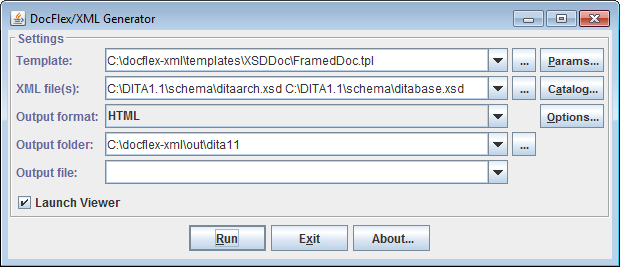 DocFlex/XML Generator
Settings
Template: C:\docflex-xml\templates\XSDDoc\FramedDoc.tpl ... Params...
XML file(s): C:\DITA1.1\schema\ditaarch.xsd C:\DITA1.1\schema\ditabase.xsd ... Catalog...
Output format: HTML Options...
Output folder: C:\docflex-xml\out\dita11 ...
Output file:
Launch Viewer
Run Exit About...